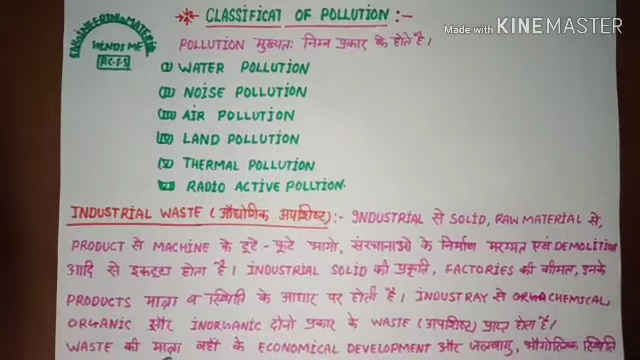 ENGINEERING MATERIAL
HINDI ME
A.C.E.S
Made with KINEMASTER
CLASSIFICAT OF POLLUTION :-
POLLUTION मुख्यतः निम्न प्रकार के होते है।
(I) WATER POLLUTION
(II) NOISE POLLUTION
(III) AIR POLLUTION
(IV) LAND POLLUTION
(V) THERMAL POLLUTION
(VI) RADIO ACTIVE POLLTION.
INDUSTRIAL WASTE (औद्योगिक अपशिष्ट) :- INDUSTRIAL से SOLID, RAW MATERIAL से,
PRODUCT से MACHINE के टूटे-फूटे भागो, संरचानाओ के निर्माण मरम्मत एवं DEMOLITION
आदि से इकट्ठा होता है। INDUSTRIAL SOLID की प्रकृति, FACTORIES की कीमत, उनके
PRODUCTS मात्रा व स्थिति के आधार पर होती है। INDUSTRAY से CHEMICAL,
ORGANIC और INORGANIC दोनो प्रकार के WASTE (अपशिष्ट) प्राप्त होता है।
WASTE की मात्रा वही के ECONOMICAL DEVELOPMENT और जलवायु, भौगोलिक स्थिति